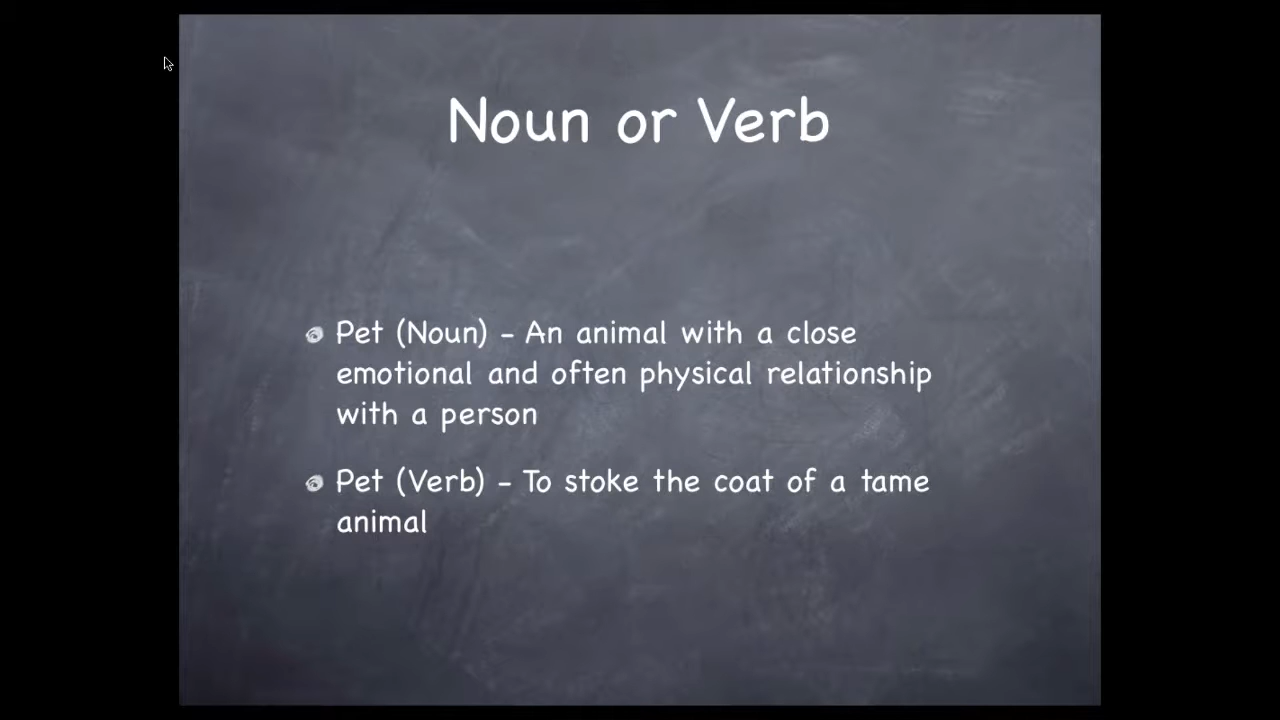 Noun or Verb
Pet (Noun) - An animal with a close
emotional and often physical relationship
with a person
Pet (Verb) - To stoke the coat of a tame
animal